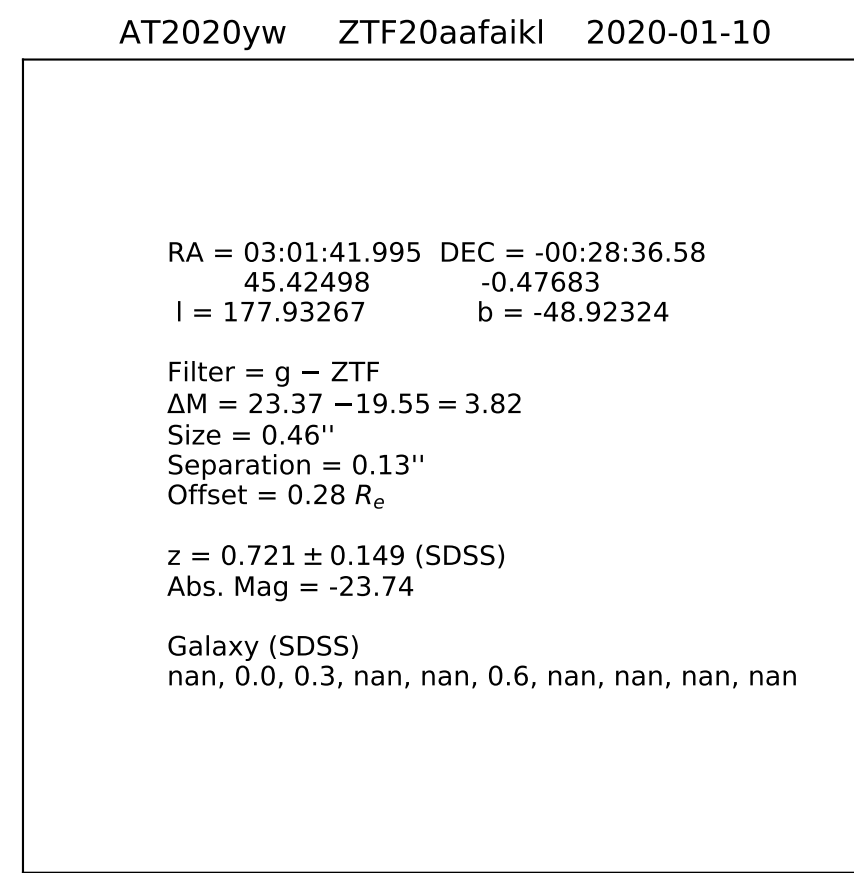 AT2020yw ZTF20aafaikl 2020-01-10
RA = 03:01:41.995 DEC = -00:28:36.58
45.42498 -0.47683
l = 177.93267 b = -48.92324
Filter = g − ZTF
ΔM = 23.37 −19.55 = 3.82
Size = 0.46''
Separation = 0.13''
Offset = 0.28 Re
z = 0.721 ± 0.149 (SDSS)
Abs. Mag = -23.74
Galaxy (SDSS)
nan, 0.0, 0.3, nan, nan, 0.6, nan, nan, nan, nan